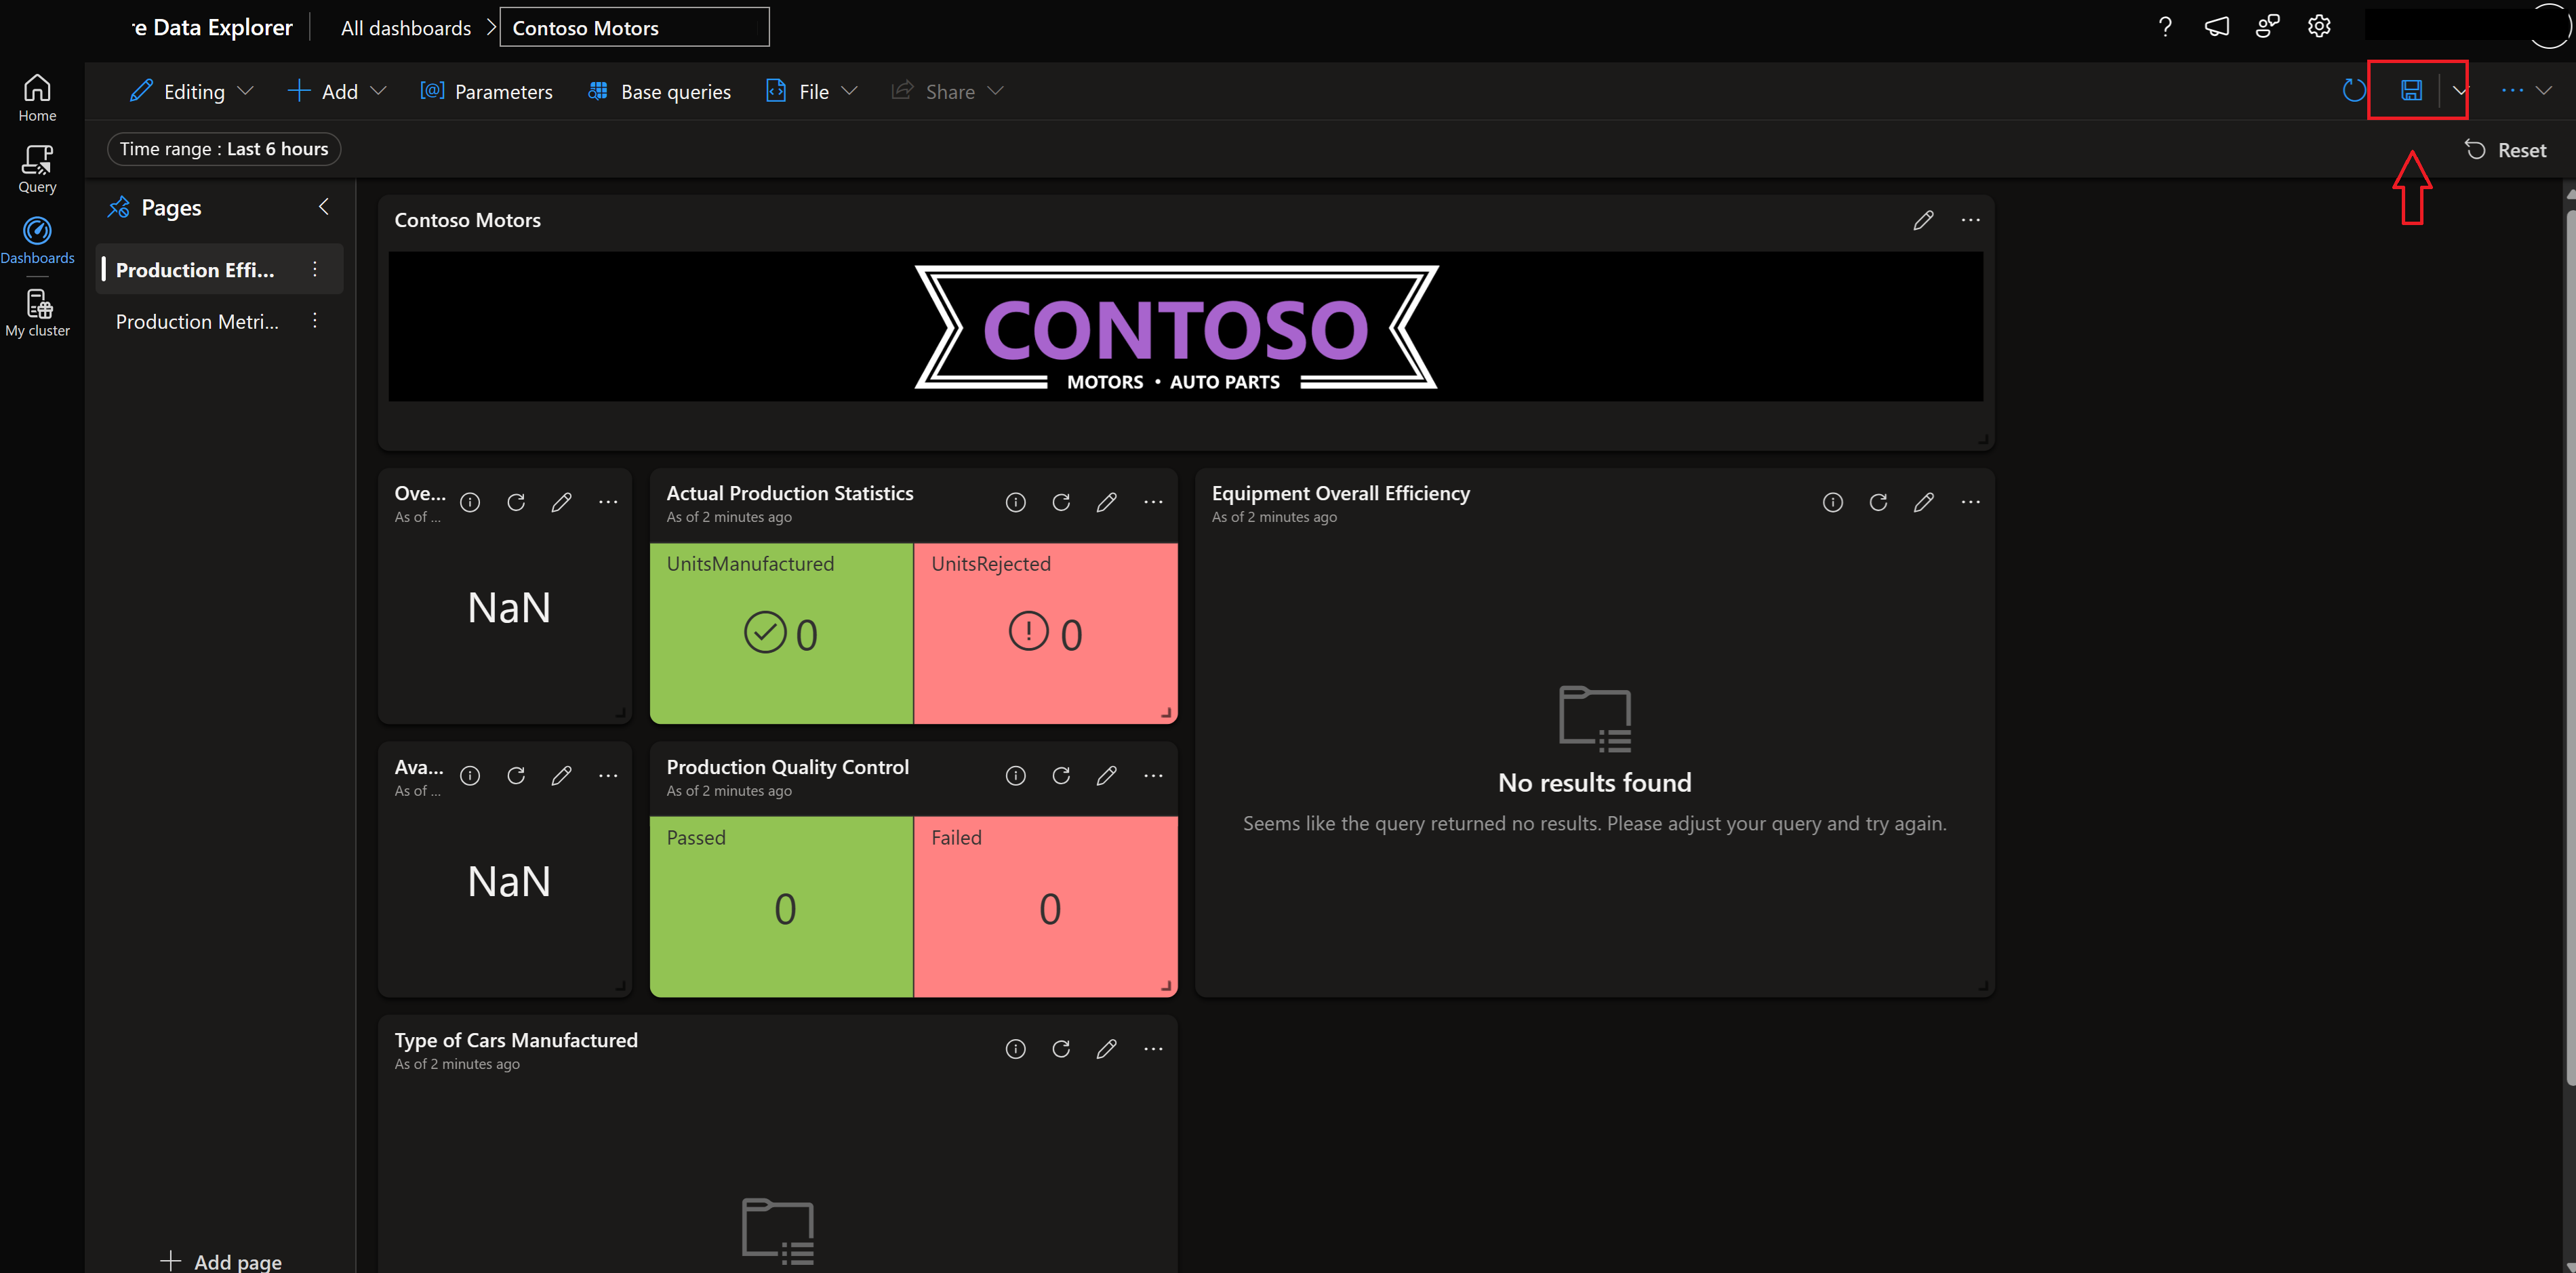 e Data Explorer
All dashboards
Contoso Motors
Editing
Add
Parameters
Base queries
File
Share
Time range : Last 6 hours
Reset
Home
Query
Dashboards
My cluster
Pages
Production Effi...
Production Metri...
Add page
Contoso Motors
CONTOSO
MOTORS • AUTO PARTS
Ove...
As of ...
NaN
Actual Production Statistics
As of 2 minutes ago
UnitsManufactured
0
UnitsRejected
0
Equipment Overall Efficiency
As of 2 minutes ago
No results found
Seems like the query returned no results. Please adjust your query and try again.
Ava...
As of ...
NaN
Production Quality Control
As of 2 minutes ago
Passed
0
Failed
0
Type of Cars Manufactured
As of 2 minutes ago